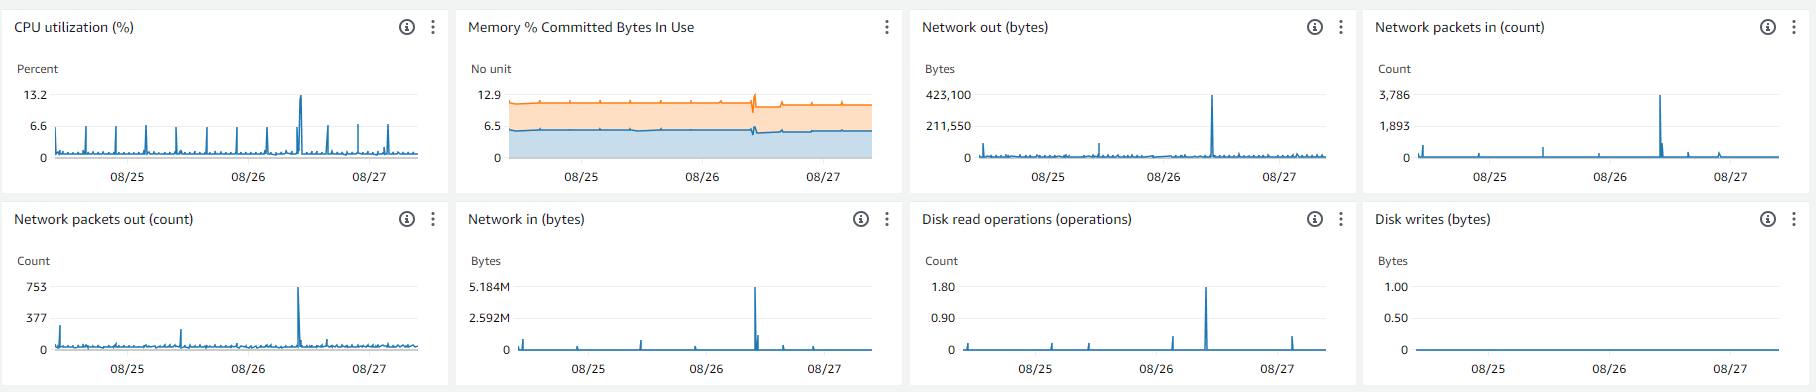 CPU utilization (%)
Percent
13.2
6.6
0
08/25 08/26 08/27
Memory % Committed Bytes In Use
No unit
12.9
6.5
0
08/25 08/26 08/27
Network out (bytes)
Bytes
423,100
211,550
0
08/25 08/26 08/27
Network packets in (count)
Count
3,786
1,893
0
08/25 08/26 08/27
Network packets out (count)
Count
753
377
0
08/25 08/26 08/27
Network in (bytes)
Bytes
5.184M
2.592M
0
08/25 08/26 08/27
Disk read operations (operations)
Count
1.80
0.90
0
08/25 08/26 08/27
Disk writes (bytes)
Bytes
1.00
0.50
0
08/25 08/26 08/27